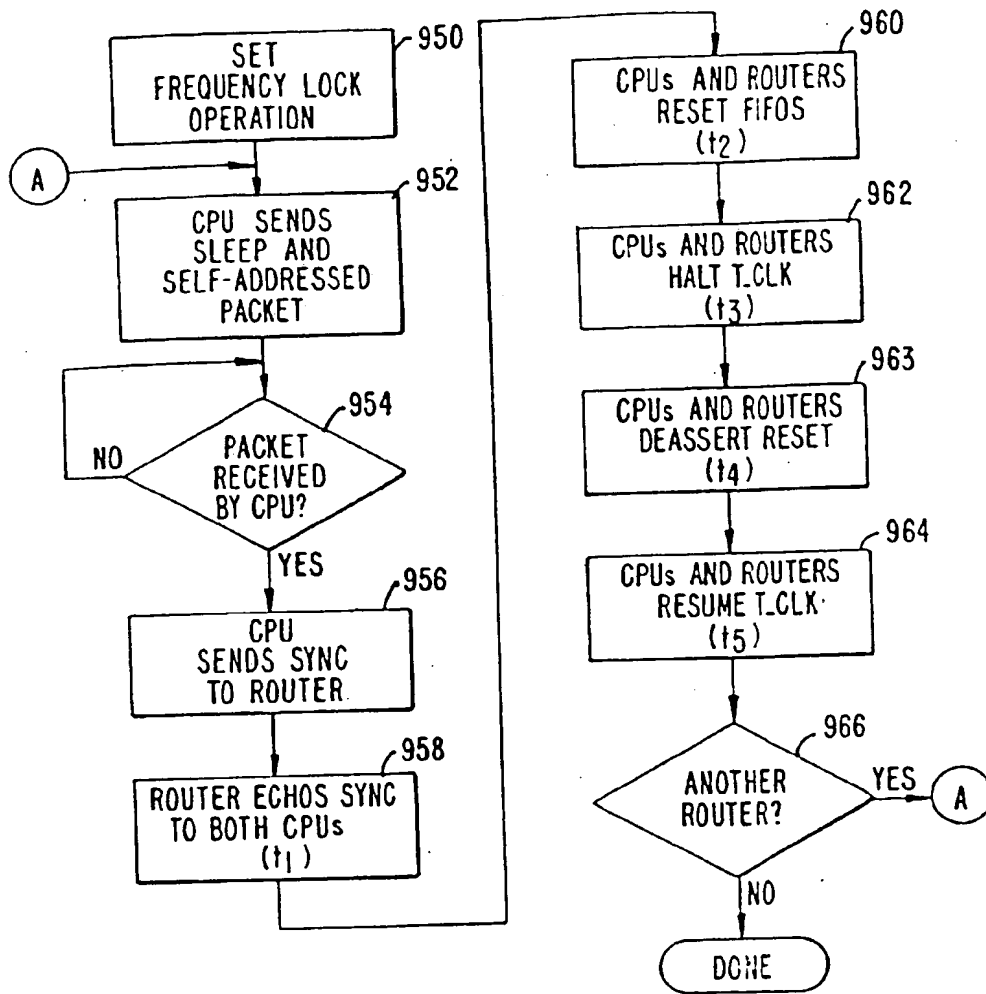 950
SET
FREQUENCY LOCK
OPERATION
A
952
CPU SENDS
SLEEP AND
SELF-ADDRESSED
PACKET
954
NO
PACKET
RECEIVED
BY CPU?
YES
956
CPU
SENDS SYNC
TO ROUTER
958
ROUTER ECHOS SYNC
TO BOTH CPUs
(t1)
960
CPUs AND ROUTERS
RESET FIFOS
(t2)
962
CPUs AND ROUTERS
HALT T_CLK
(t3)
963
CPUs AND ROUTERS
DEASSERT RESET
(t4)
964
CPUs AND ROUTERS
RESUME T_CLK
(t5)
966
ANOTHER
ROUTER?
YES
A
NO
DONE